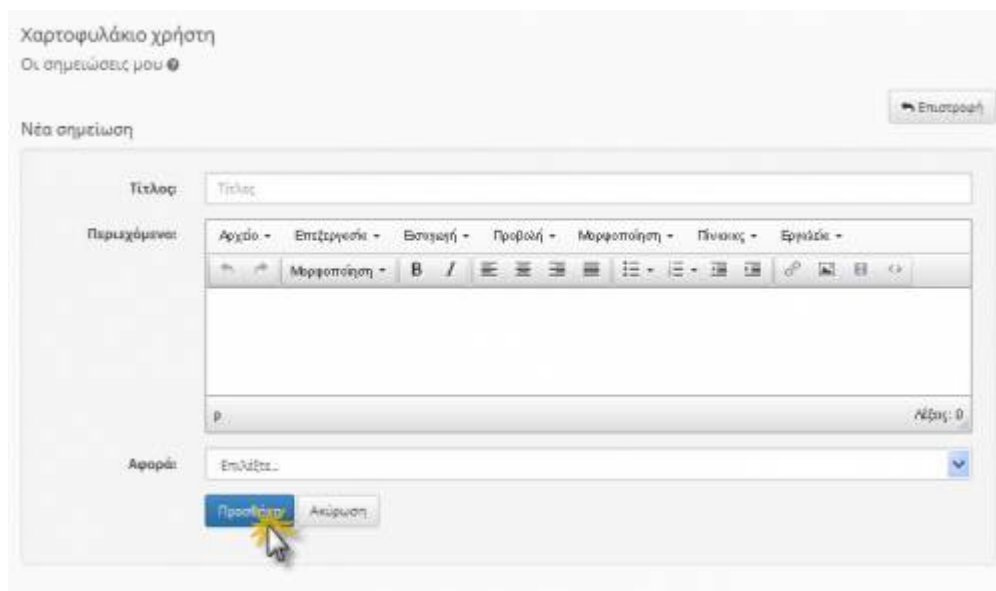 Χαρτοφυλάκιο χρήστη
Οι σημειώσεις μου
Επιστροφή
Νέα σημείωση
Τίτλος: Τίτλος
Περιεχόμενα: Αρχείο Επεξεργασία Εισαγωγή Προβολή Μορφοποίηση Πίνακας Εργαλεία
Μορφοποίηση B I
p Λέξεις: 0
Αφορά: Επιλέξτε...
Προσθήκη Ακύρωση